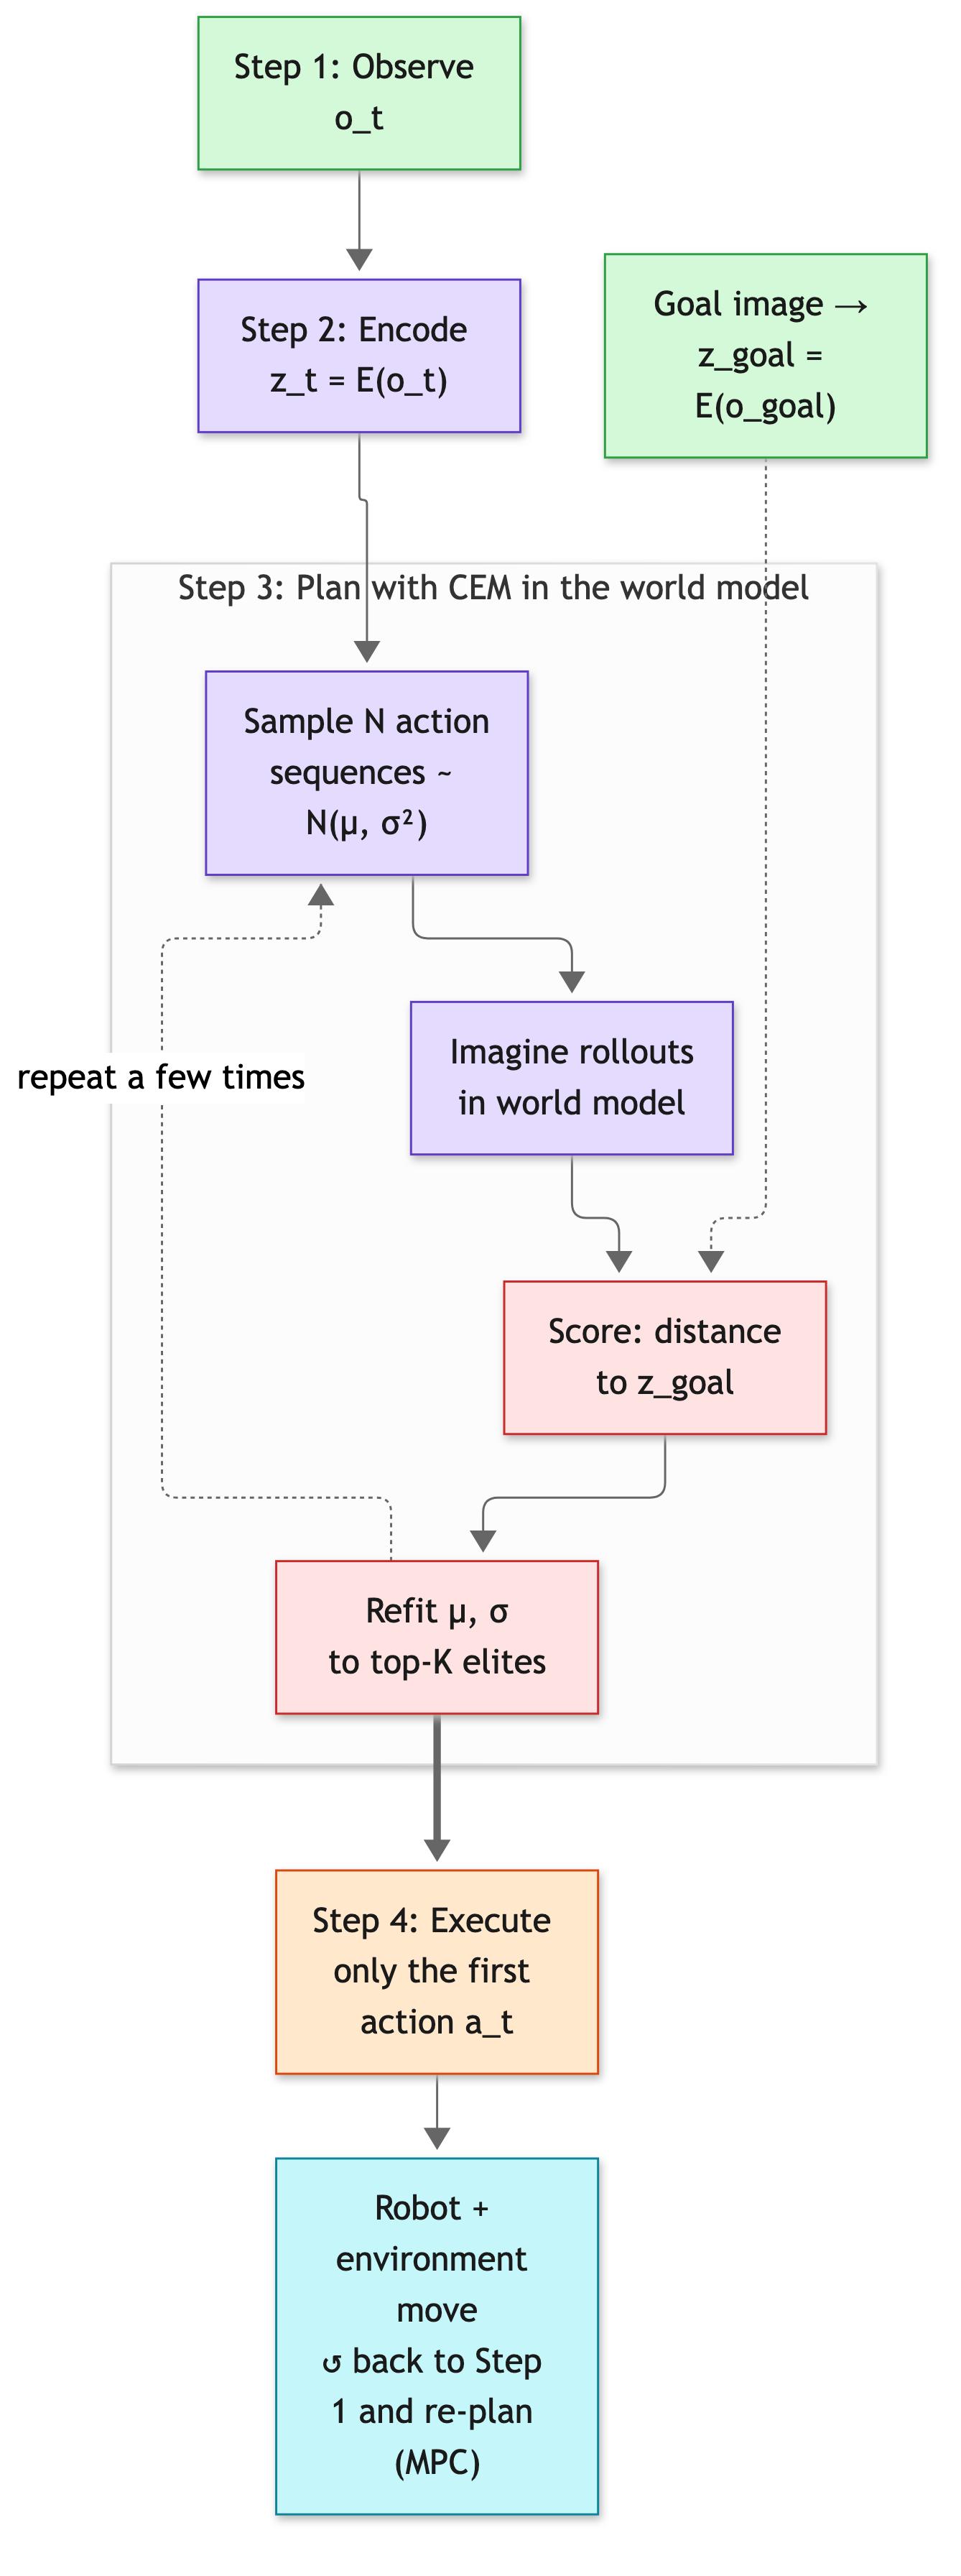 Step 1: Observe
o_t
Step 2: Encode
z_t = E(o_t)
Goal image →
z_goal =
E(o_goal)
Step 3: Plan with CEM in the world model
Sample N action
sequences ~
N(μ, σ²)
Imagine rollouts
in world model
repeat a few times
Score: distance
to z_goal
Refit μ, σ
to top-K elites
Step 4: Execute
only the first
action a_t
Robot +
environment
move
↺ back to Step
1 and re-plan
(MPC)